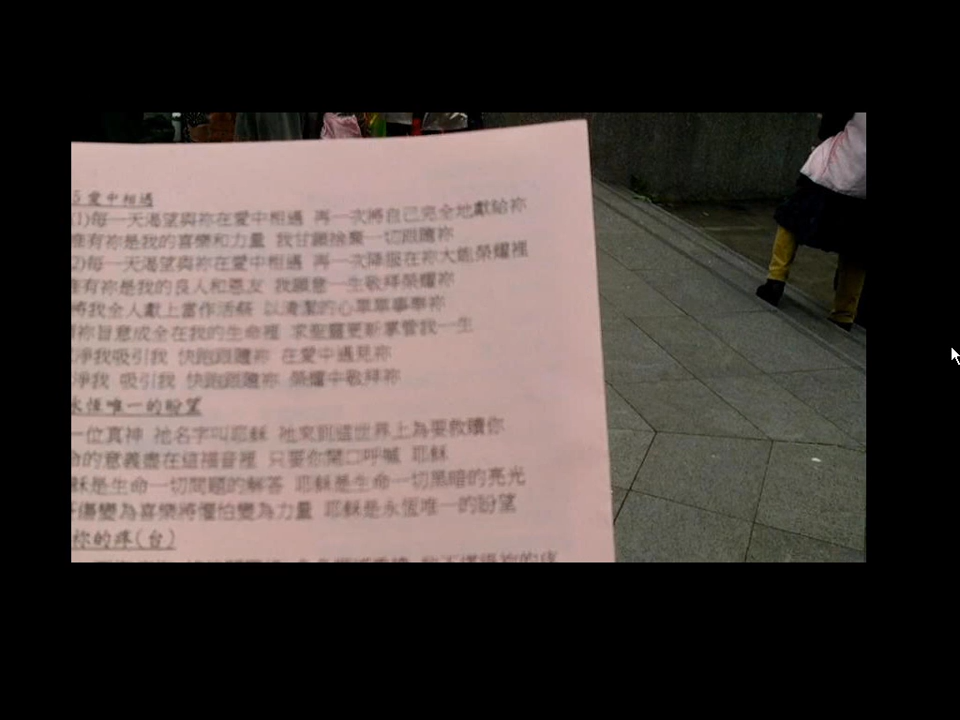 5 愛中相遇
(1)每一天渴望與祢在愛中相遇 再一次將自己完全地獻給祢
唯有祢是我的喜樂和力量 我甘願捨棄一切跟隨祢
2)每一天渴望與祢在愛中相遇 再一次降服在祢大能榮耀裡
唯有祢是我的良人和恩友 我願意一生敬拜榮耀祢
將我全人獻上當作活祭 以清潔的心單單事奉祢
祢旨意成全在我的生命裡 求聖靈更新掌管我一生
淨我吸引我 快跑跟隨祢 在愛中遇見祢
淨我 吸引我 快跑跟隨祢 榮耀中敬拜祢
永恆唯一的盼望
一位真神 祂名字叫耶穌 祂來到這世界上為要救贖你
命的意義盡在這福音裡 只要你開口呼喊 耶穌
穌是生命一切問題的解答 耶穌是生命一切黑暗的亮光
傷變為喜樂將懼怕變為力量 耶穌是永恆唯一的盼望
祢的疼(台)